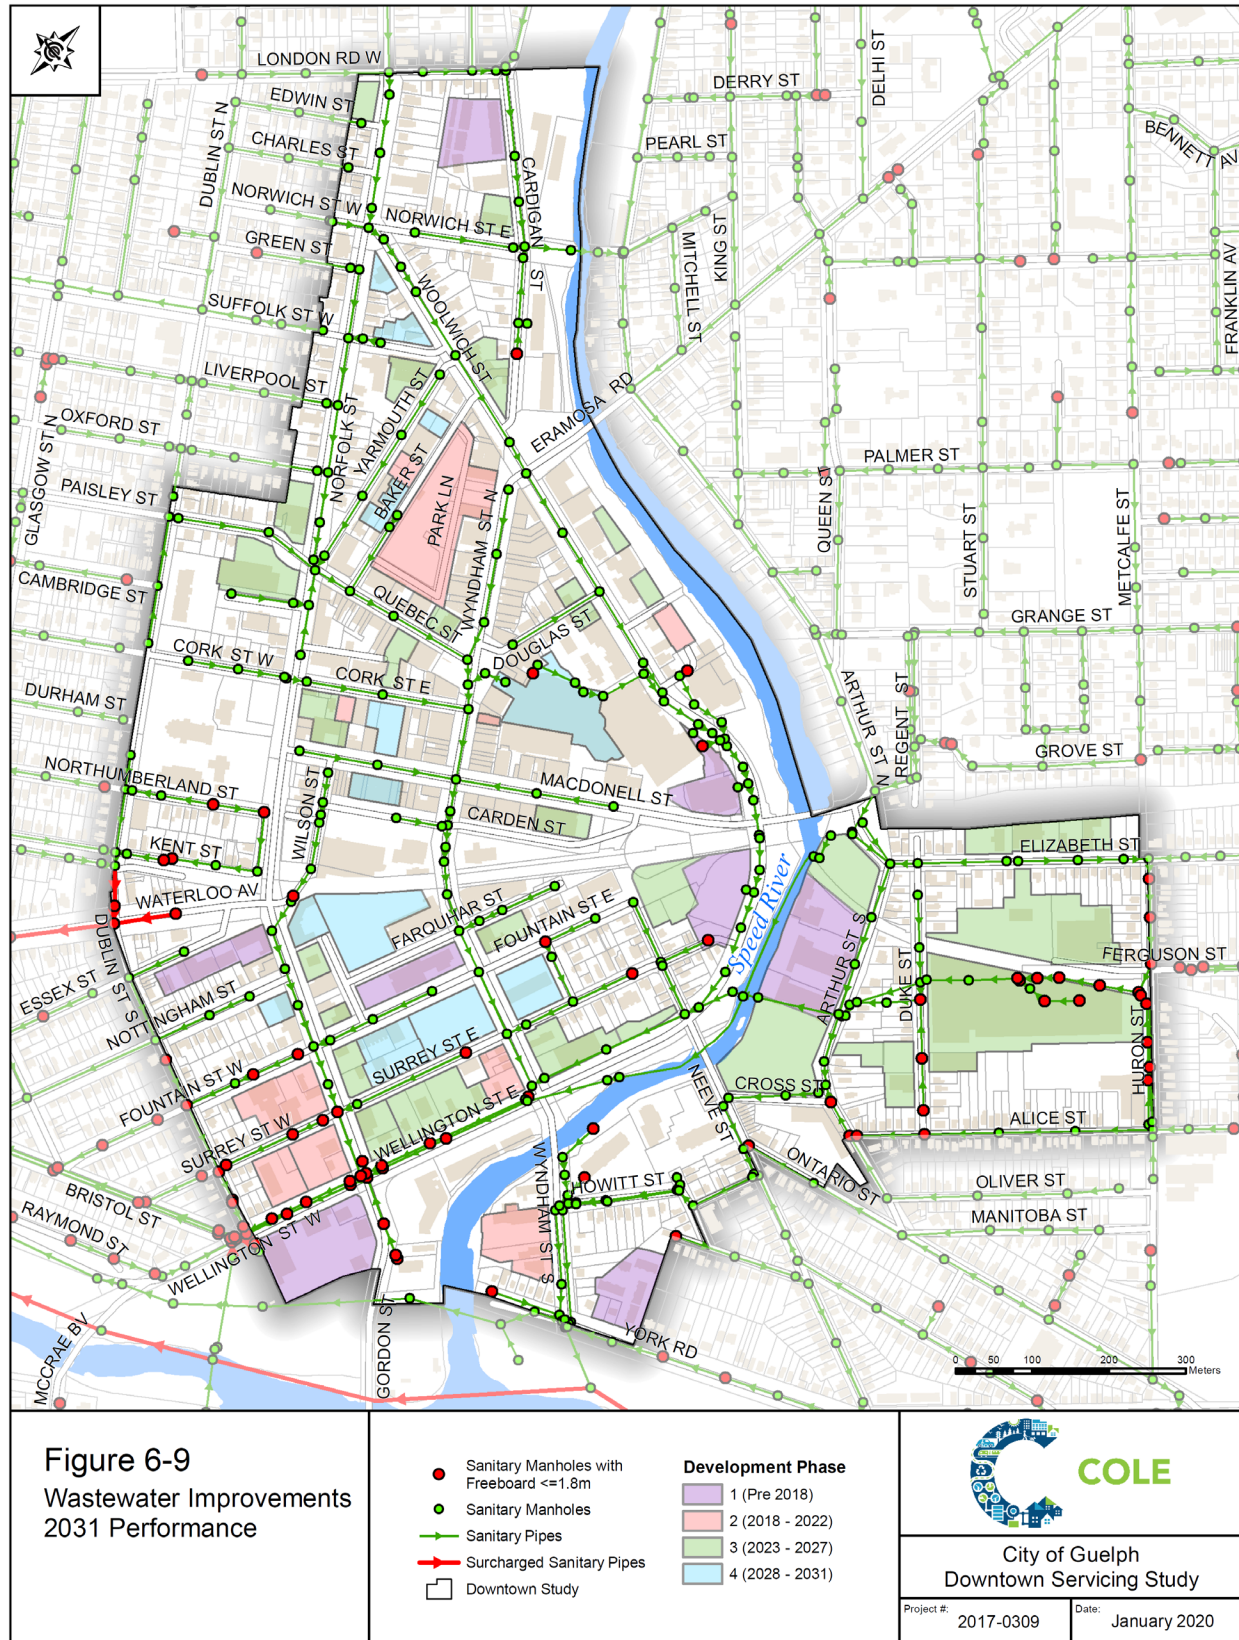 LONDON RD W
EDWIN ST
CHARLES ST
DUBLIN ST N
NORWICH ST W
NORWICH ST E
GREEN ST
CARDIGAN ST
SUFFOLK ST W
WOOLWICH ST
LIVERPOOL ST
OXFORD ST
GLASGOW ST N
PAISLEY ST
NORFOLK ST
YARMOUTH ST
BAKER ST
PARK LN
WYNDHAM ST N
ERAMOSA RD
DERRY ST
DELHI ST
PEARL ST
BENNETT AV
KING ST
MITCHELL ST
FRANKLIN AV
PALMER ST
QUEEN ST
STUART ST
METCALFE ST
GRANGE ST
CAMBRIDGE ST
QUEBEC ST
DOUGLAS ST
CORK ST W
CORK ST E
DURHAM ST
ARTHUR ST N
REGENT ST
GROVE ST
NORTHUMBERLAND ST
MACDONELL ST
WILSON ST
CARDEN ST
KENT ST
WATERLOO AV
ELIZABETH ST
Speed River
FARQUHAR ST
FOUNTAIN ST E
DUBLIN ST S
ARTHUR ST S
DUKE ST
FERGUSON ST
ESSEX ST
NOTTINGHAM ST
HURON ST
FOUNTAIN ST W
SURREY ST E
NEEVE ST
CROSS ST
ALICE ST
SURREY ST W
WELLINGTON ST E
BRISTOL ST
RAYMOND ST
WELLINGTON ST W
WYNDHAM ST S
HOWITT ST
ONTARIO ST
OLIVER ST
MANITOBA ST
MCCRAE BV
GORDON ST
YORK RD
0 50 100 200 300
Meters
Figure 6-9
Wastewater Improvements
2031 Performance
Sanitary Manholes with
Freeboard <=1.8m
Sanitary Manholes
Sanitary Pipes
Surcharged Sanitary Pipes
Downtown Study
Development Phase
1 (Pre 2018)
2 (2018 - 2022)
3 (2023 - 2027)
4 (2028 - 2031)
COLE
City of Guelph
Downtown Servicing Study
Project #:
2017-0309
Date:
January 2020